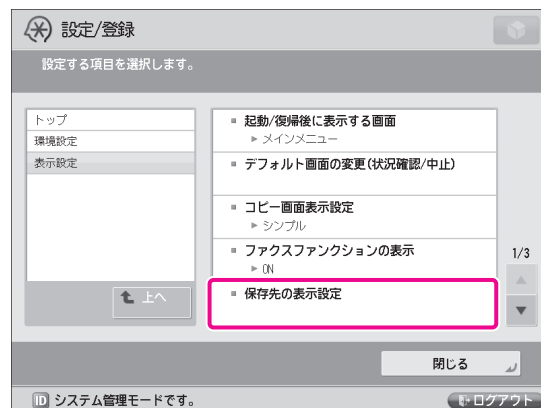 設定/登録
設定する項目を選択します。
トップ
環境設定
表示設定
上へ
起動/復帰後に表示する画面
メインメニュー
デフォルト画面の変更(状況確認/中止)
コピー画面表示設定
シンプル
ファクスファンクションの表示
ON
保存先の表示設定
1/3
閉じる
ID システム管理モードです。
ログアウト